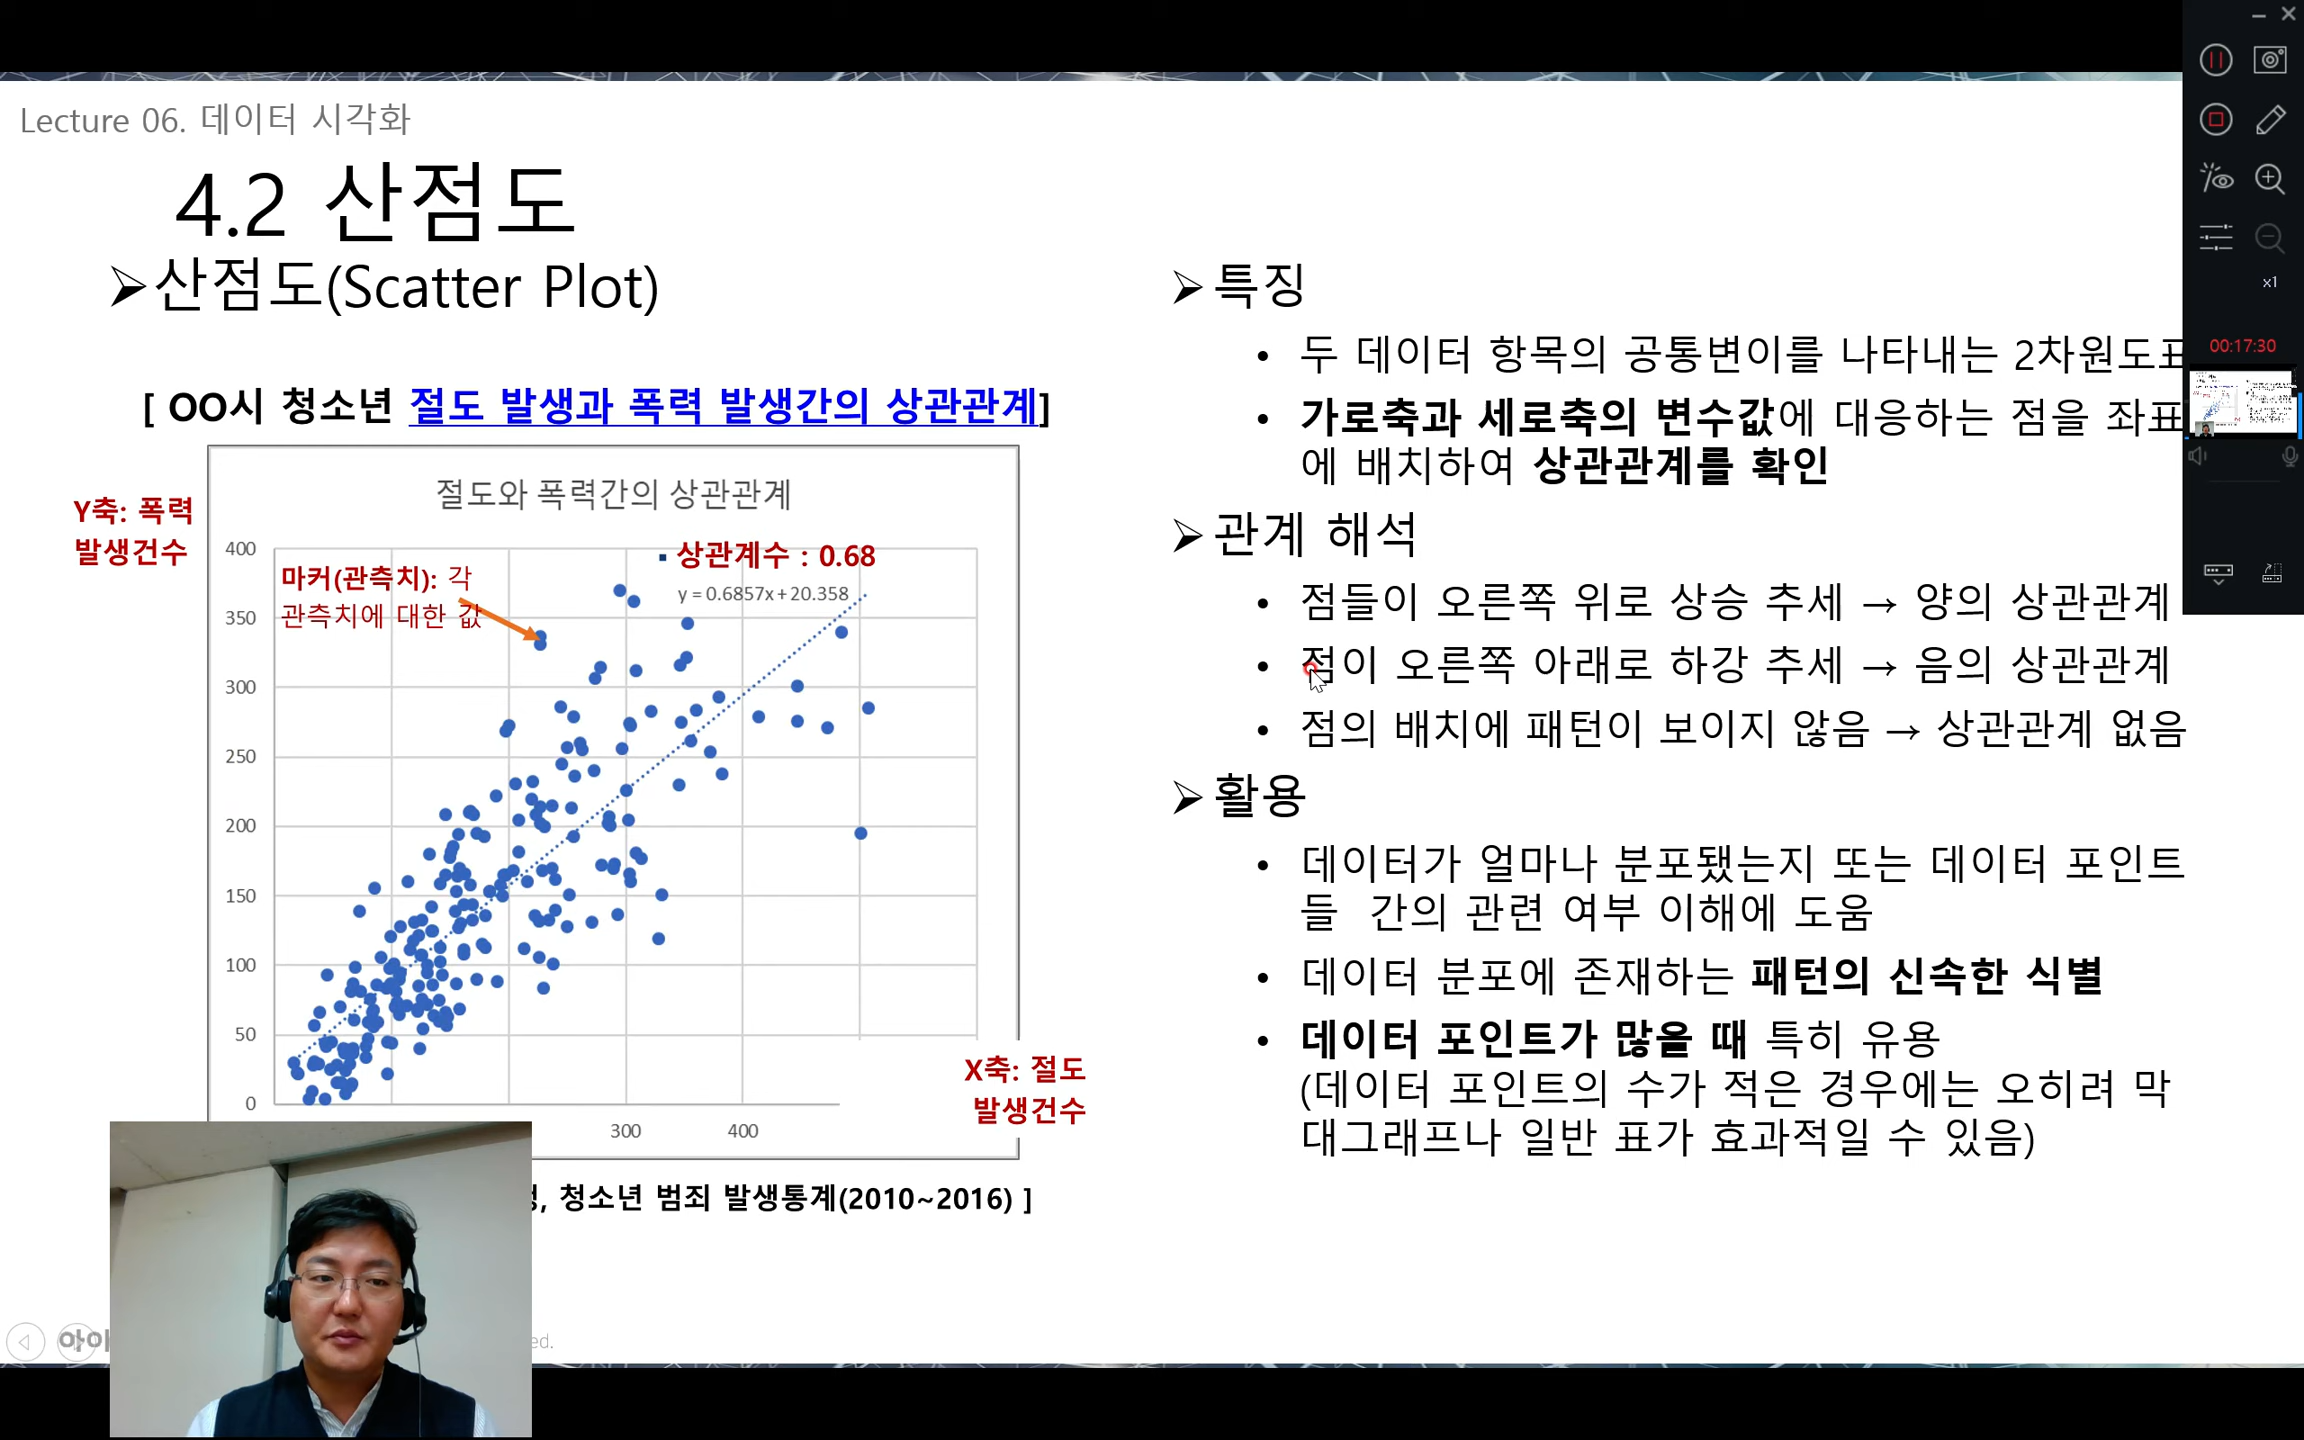 Lecture 06. 데이터 시각화
4.2 산점도
➢산점도(Scatter Plot)
[ OO시 청소년 절도 발생과 폭력 발생간의 상관관계]
Y축: 폭력
발생건수
절도와 폭력간의 상관관계
▪ 상관계수 : 0.68
y = 0.6857x + 20.358
마커(관측치): 각
관측치에 대한 값
400
350
300
250
200
150
100
50
0
300
400
X축: 절도
발생건수
, 청소년 범죄 발생통계(2010~2016) ]
➢특징
• 두 데이터 항목의 공통변이를 나타내는 2차원도표
• 가로축과 세로축의 변수값에 대응하는 점을 좌표
에 배치하여 상관관계를 확인
➢관계 해석
• 점들이 오른쪽 위로 상승 추세 → 양의 상관관계
• 점이 오른쪽 아래로 하강 추세 → 음의 상관관계
• 점의 배치에 패턴이 보이지 않음 → 상관관계 없음
➢활용
• 데이터가 얼마나 분포됐는지 또는 데이터 포인트
들 간의 관련 여부 이해에 도움
• 데이터 분포에 존재하는 패턴의 신속한 식별
• 데이터 포인트가 많을 때 특히 유용
(데이터 포인트의 수가 적은 경우에는 오히려 막
대그래프나 일반 표가 효과적일 수 있음)
x1
00:17:30
ed.